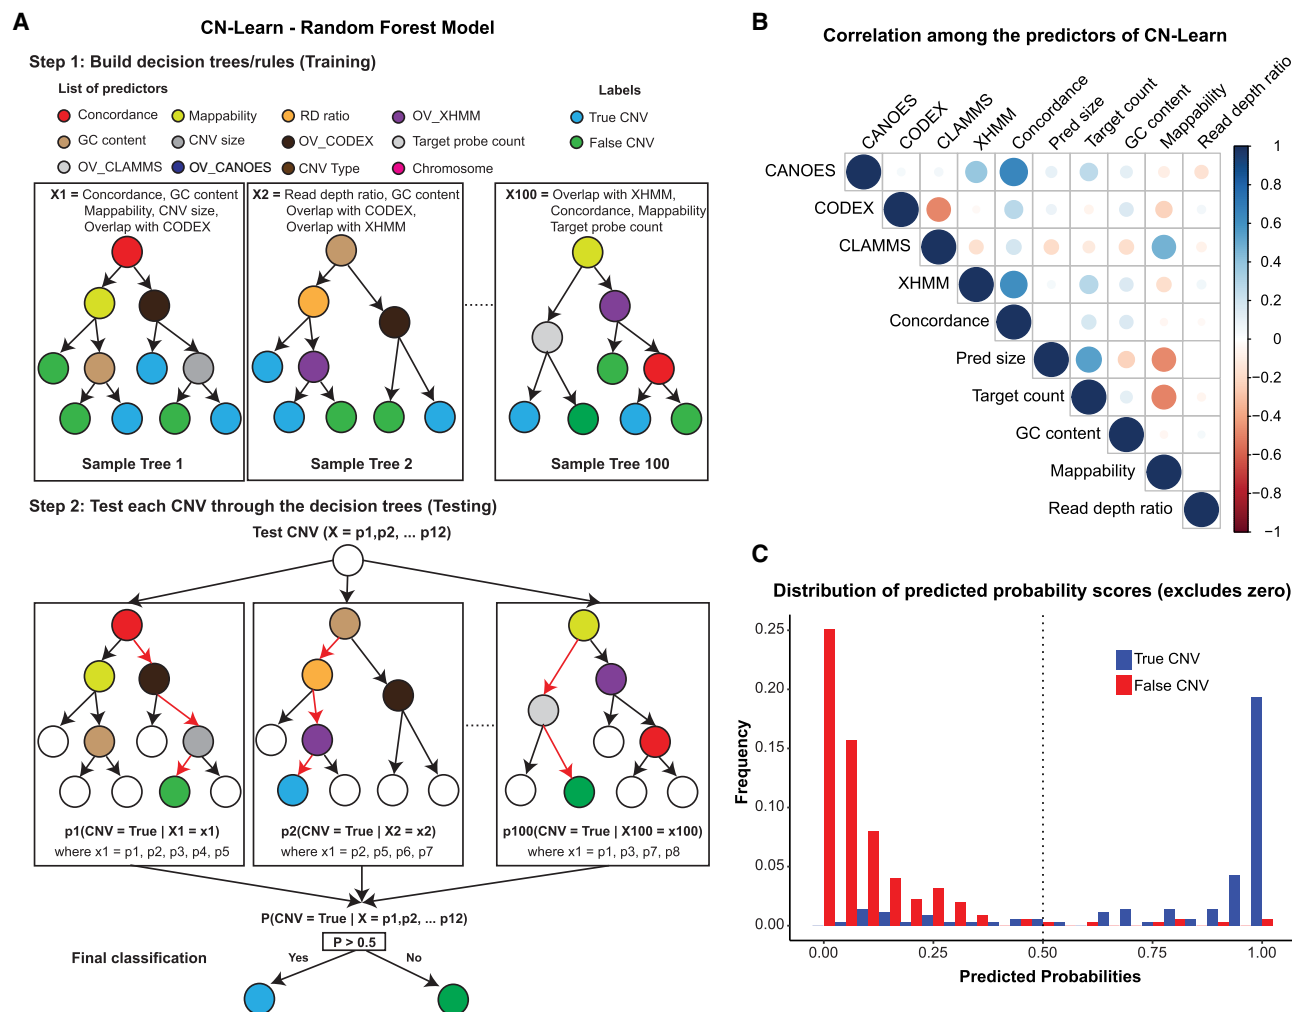 A
CN-Learn - Random Forest Model
Step 1: Build decision trees/rules (Training)
List of predictors
Labels
Concordance
Mappability
RD ratio
OV_XHMM
True CNV
GC content
CNV size
OV_CODEX
Target probe count
False CNV
OV_CLAMMS
OV_CANOES
CNV Type
Chromosome
X1 = Concordance, GC content
Mappability, CNV size,
Overlap with CODEX
Sample Tree 1
X2 = Read depth ratio, GC content
Overlap with CODEX,
Overlap with XHMM
Sample Tree 2
X100 = Overlap with XHMM,
Concordance, Mappability
Target probe count
Sample Tree 100
Step 2: Test each CNV through the decision trees (Testing)
Test CNV (X = p1,p2, ... p12)
p1(CNV = True | X1 = x1)
where x1 = p1, p2, p3, p4, p5
p2(CNV = True | X2 = x2)
where x1 = p2, p5, p6, p7
p100(CNV = True | X100 = x100)
where x1 = p1, p3, p7, p8
P(CNV = True | X = p1,p2, ... p12)
P > 0.5
Final classification
Yes
No
B
Correlation among the predictors of CN-Learn
CANOES
CODEX
CLAMMS
XHMM
Concordance
Pred size
Target count
GC content
Mappability
Read depth ratio
CANOES
CODEX
CLAMMS
XHMM
Concordance
Pred size
Target count
GC content
Mappability
Read depth ratio
1
0.8
0.6
0.4
0.2
0
−0.2
−0.4
−0.6
−0.8
−1
C
Distribution of predicted probability scores (excludes zero)
True CNV
False CNV
Frequency
0.25
0.20
0.15
0.10
0.05
0.00
0.00
0.25
0.50
0.75
1.00
Predicted Probabilities